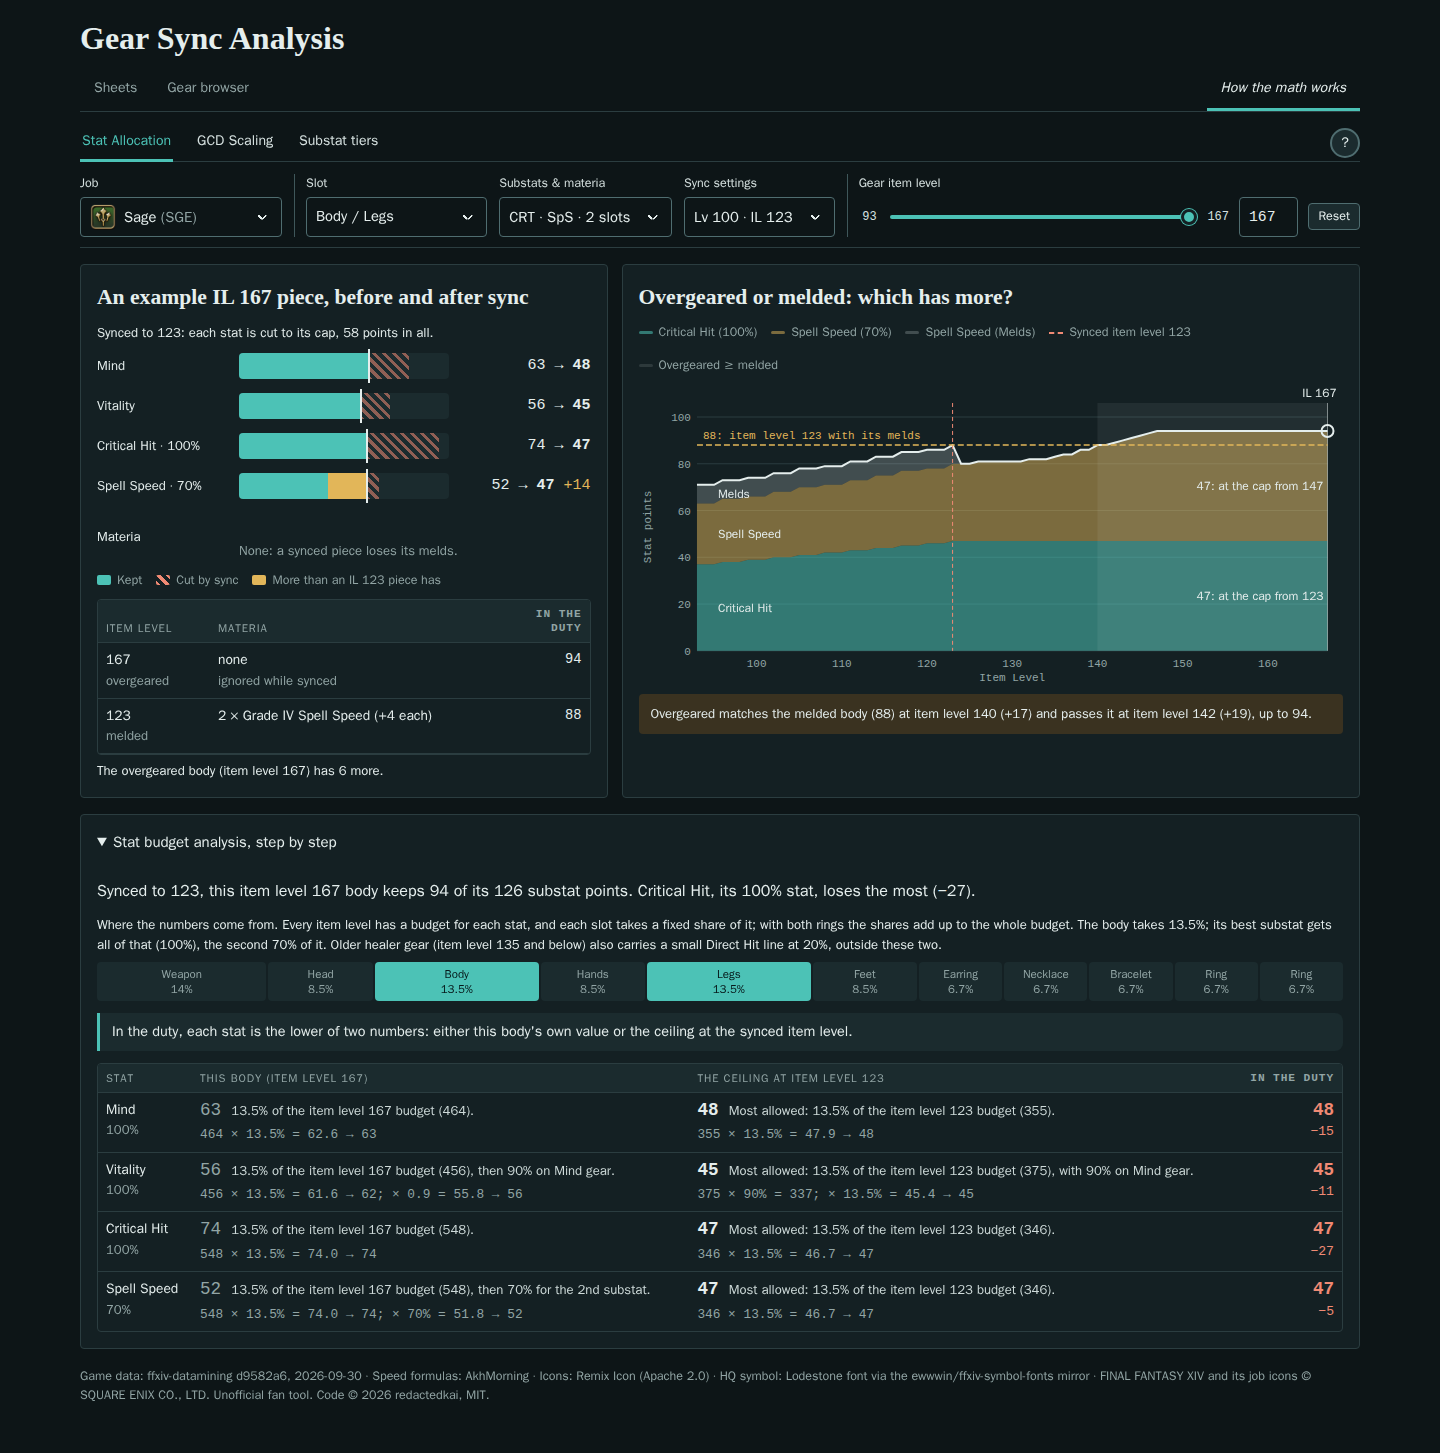 Gear Sync Analysis
Sheets Gear browser How the math works
Stat Allocation GCD Scaling Substat tiers ?
Job Slot Substats & materia Sync settings Gear item level
Sage (SGE) Body / Legs CRT · SpS · 2 slots Lv 100 · IL 123 93 167 167 Reset
An example IL 167 piece, before and after sync
Synced to 123: each stat is cut to its cap, 58 points in all.
Mind 63 → 48
Vitality 56 → 45
Critical Hit · 100% 74 → 47
Spell Speed · 70% 52 → 47 +14
Materia
None: a synced piece loses its melds.
Kept Cut by sync More than an IL 123 piece has
ITEM LEVEL MATERIA IN THE DUTY
167 none 94
overgeared ignored while synced
123 2 × Grade IV Spell Speed (+4 each) 88
melded
The overgeared body (item level 167) has 6 more.
Overgeared or melded: which has more?
Critical Hit (100%) Spell Speed (70%) Spell Speed (Melds) Synced item level 123
Overgeared ≥ melded
IL 167
100
88: item level 123 with its melds
80
47: at the cap from 147
Melds
60
Spell Speed
Stat points
40
47: at the cap from 123
20
Critical Hit
0
100 110 120 130 140 150 160
Item Level
Overgeared matches the melded body (88) at item level 140 (+17) and passes it at item level 142 (+19), up to 94.
▼ Stat budget analysis, step by step
Synced to 123, this item level 167 body keeps 94 of its 126 substat points. Critical Hit, its 100% stat, loses the most (−27).
Where the numbers come from. Every item level has a budget for each stat, and each slot takes a fixed share of it; with both rings the shares add up to the whole budget. The body takes 13.5%; its best substat gets
all of that (100%), the second 70% of it. Older healer gear (item level 135 and below) also carries a small Direct Hit line at 20%, outside these two.
Weapon Head Body Hands Legs Feet Earring Necklace Bracelet Ring Ring
14% 8.5% 13.5% 8.5% 13.5% 8.5% 6.7% 6.7% 6.7% 6.7% 6.7%
In the duty, each stat is the lower of two numbers: either this body's own value or the ceiling at the synced item level.
STAT THIS BODY (ITEM LEVEL 167) THE CEILING AT ITEM LEVEL 123 IN THE DUTY
Mind 63 13.5% of the item level 167 budget (464). 48 Most allowed: 13.5% of the item level 123 budget (355). 48
100% 464 × 13.5% = 62.6 → 63 355 × 13.5% = 47.9 → 48 −15
Vitality 56 13.5% of the item level 167 budget (456), then 90% on Mind gear. 45 Most allowed: 13.5% of the item level 123 budget (375), with 90% on Mind gear. 45
100% 456 × 13.5% = 61.6 → 62; × 0.9 = 55.8 → 56 375 × 90% = 337; × 13.5% = 45.4 → 45 −11
Critical Hit 74 13.5% of the item level 167 budget (548). 47 Most allowed: 13.5% of the item level 123 budget (346). 47
100% 548 × 13.5% = 74.0 → 74 346 × 13.5% = 46.7 → 47 −27
Spell Speed 52 13.5% of the item level 167 budget (548), then 70% for the 2nd substat. 47 Most allowed: 13.5% of the item level 123 budget (346). 47
70% 548 × 13.5% = 74.0 → 74; × 70% = 51.8 → 52 346 × 13.5% = 46.7 → 47 −5
Game data: ffxiv-datamining d9582a6, 2026-09-30 · Speed formulas: AkhMorning · Icons: Remix Icon (Apache 2.0) · HQ symbol: Lodestone font via the ewwwin/ffxiv-symbol-fonts mirror · FINAL FANTASY XIV and its job icons ©
SQUARE ENIX CO., LTD. Unofficial fan tool. Code © 2026 redactedkai, MIT.